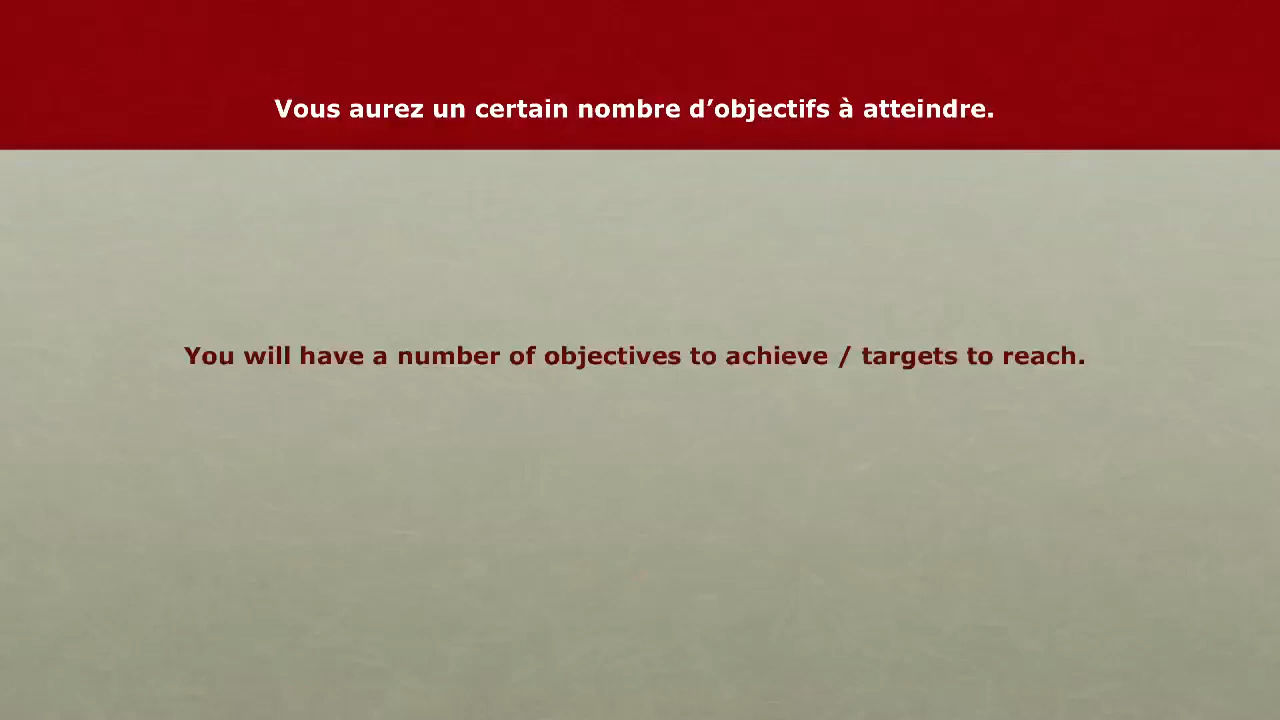 Vous aurez un certain nombre d’objectifs à atteindre.
You will have a number of objectives to achieve / targets to reach.